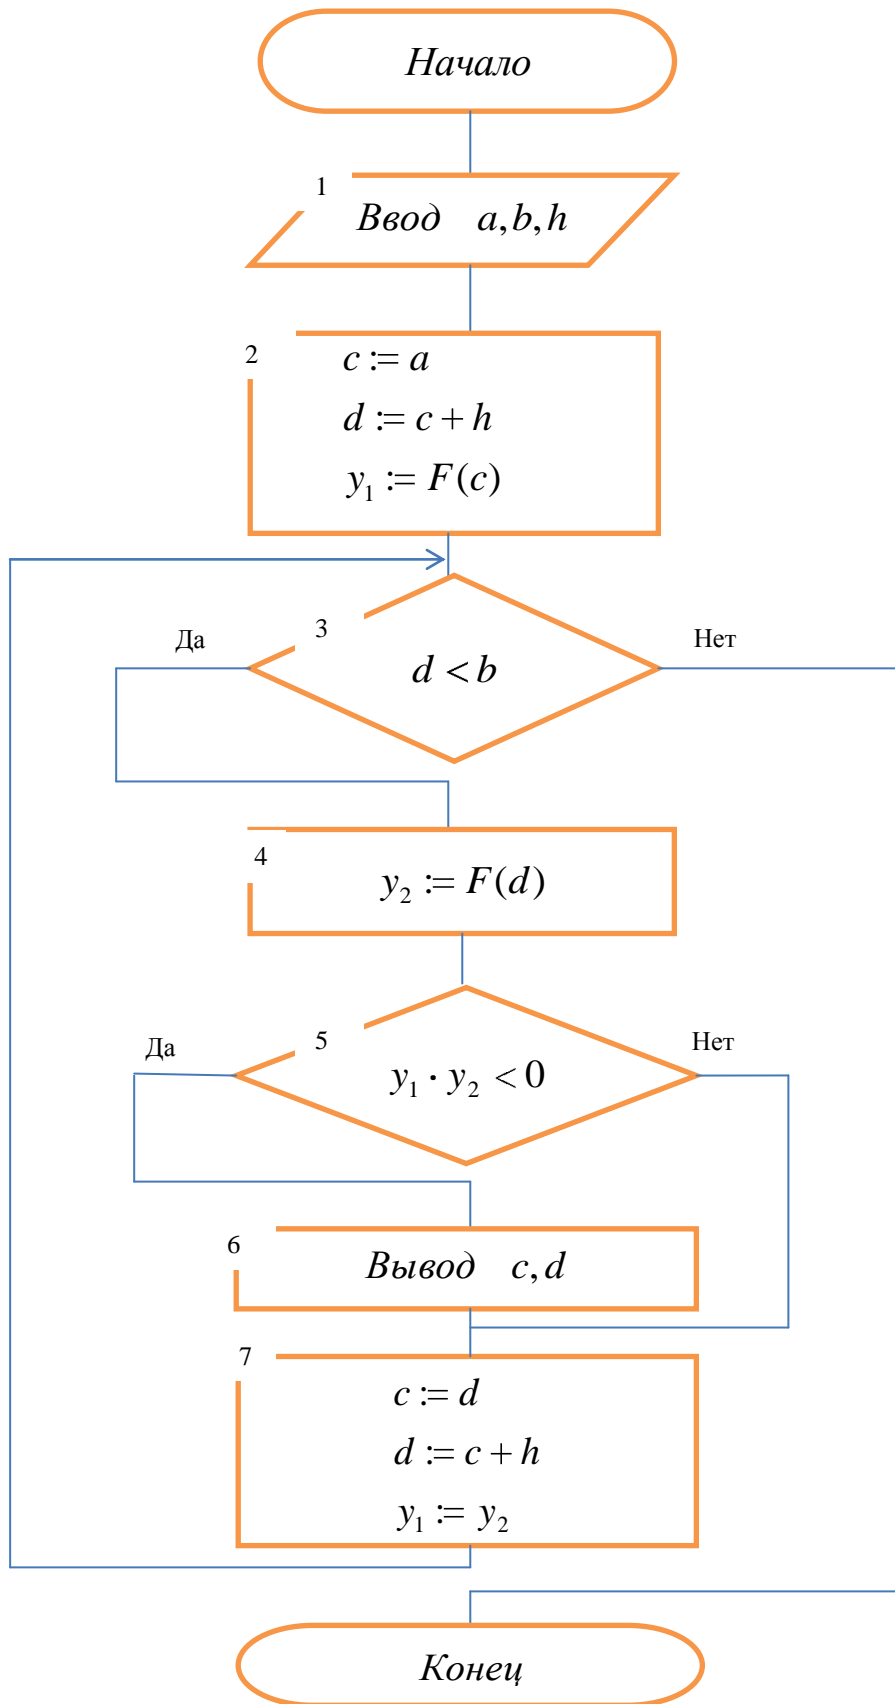 Начало
1
Ввод a, b, h
2
c := a
d := c + h
y₁ := F(c)
3
Да
Нет
d < b
4
y₂ := F(d)
5
Да
Нет
y₁ · y₂ < 0
6
Вывод c, d
7
c := d
d := c + h
y₁ := y₂
Конец